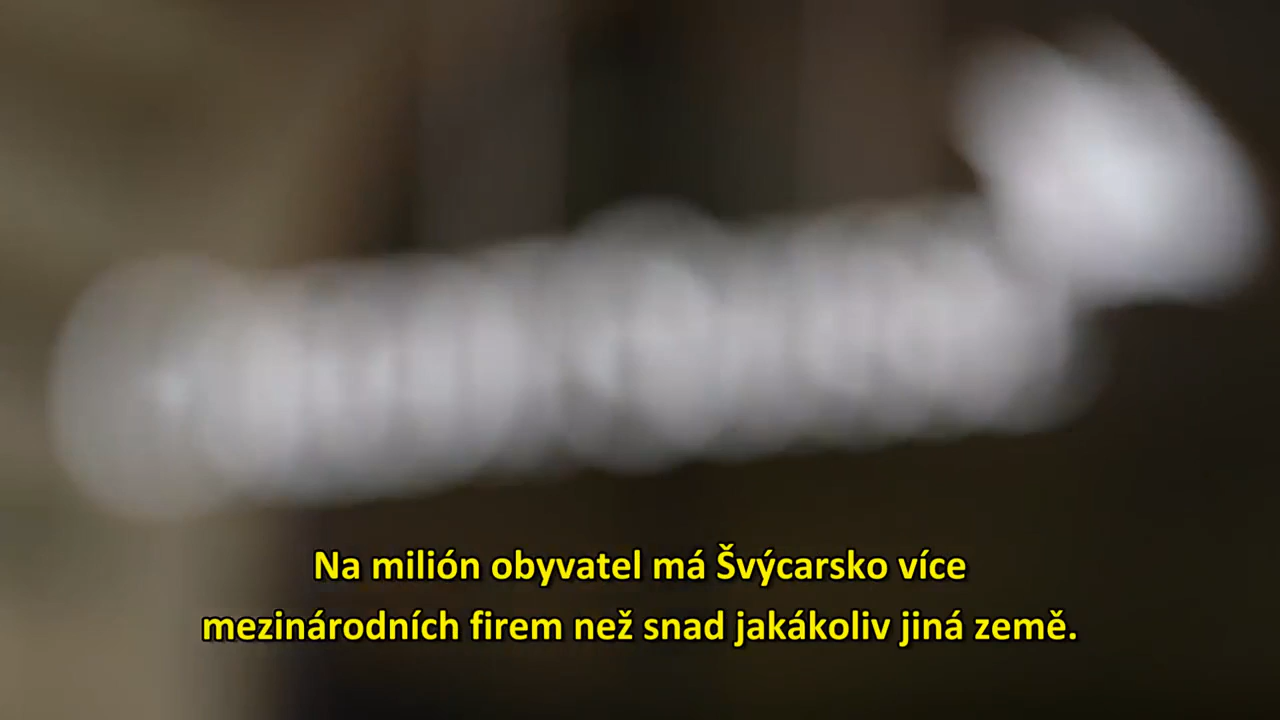 Na milión obyvatel má Švýcarsko více
mezinárodních firem než snad jakákoliv jiná země.